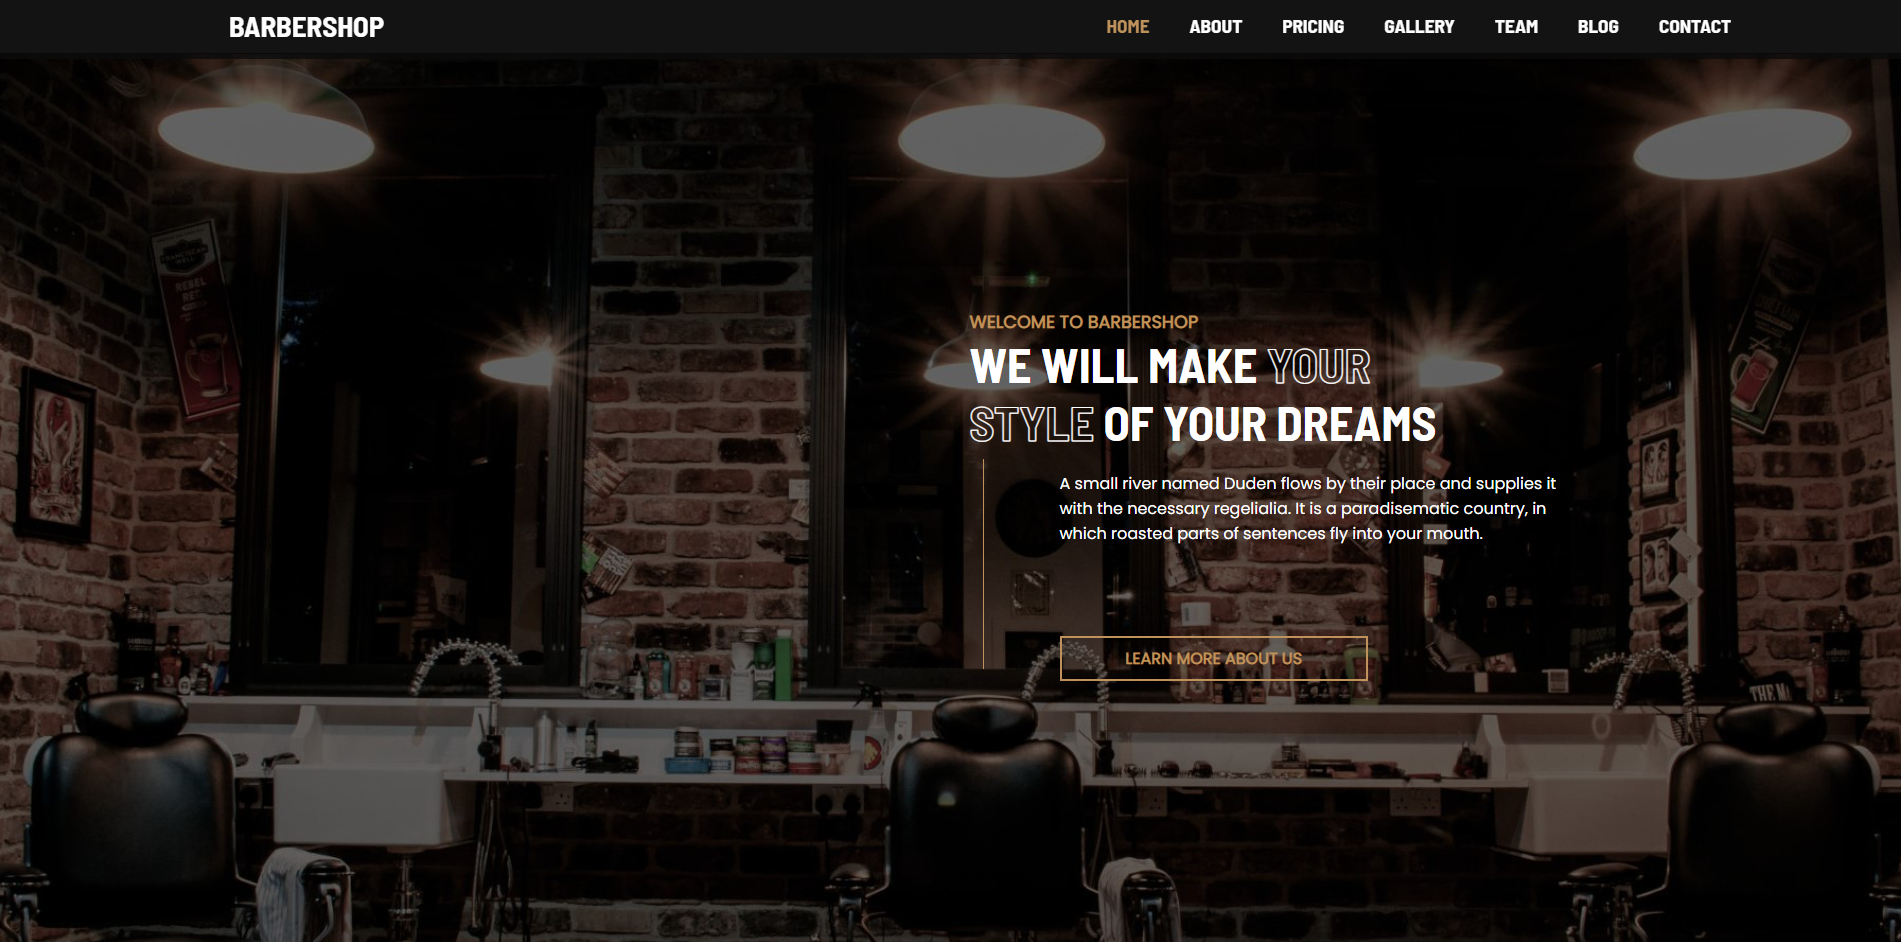 BARBERSHOP
HOME ABOUT PRICING GALLERY TEAM BLOG CONTACT
REBEL
RED
WELCOME TO BARBERSHOP
WE WILL MAKE YOUR
STYLE OF YOUR DREAMS
A small river named Duden flows by their place and supplies it
with the necessary regelialia. It is a paradisematic country, in
which roasted parts of sentences fly into your mouth.
LEARN MORE ABOUT US